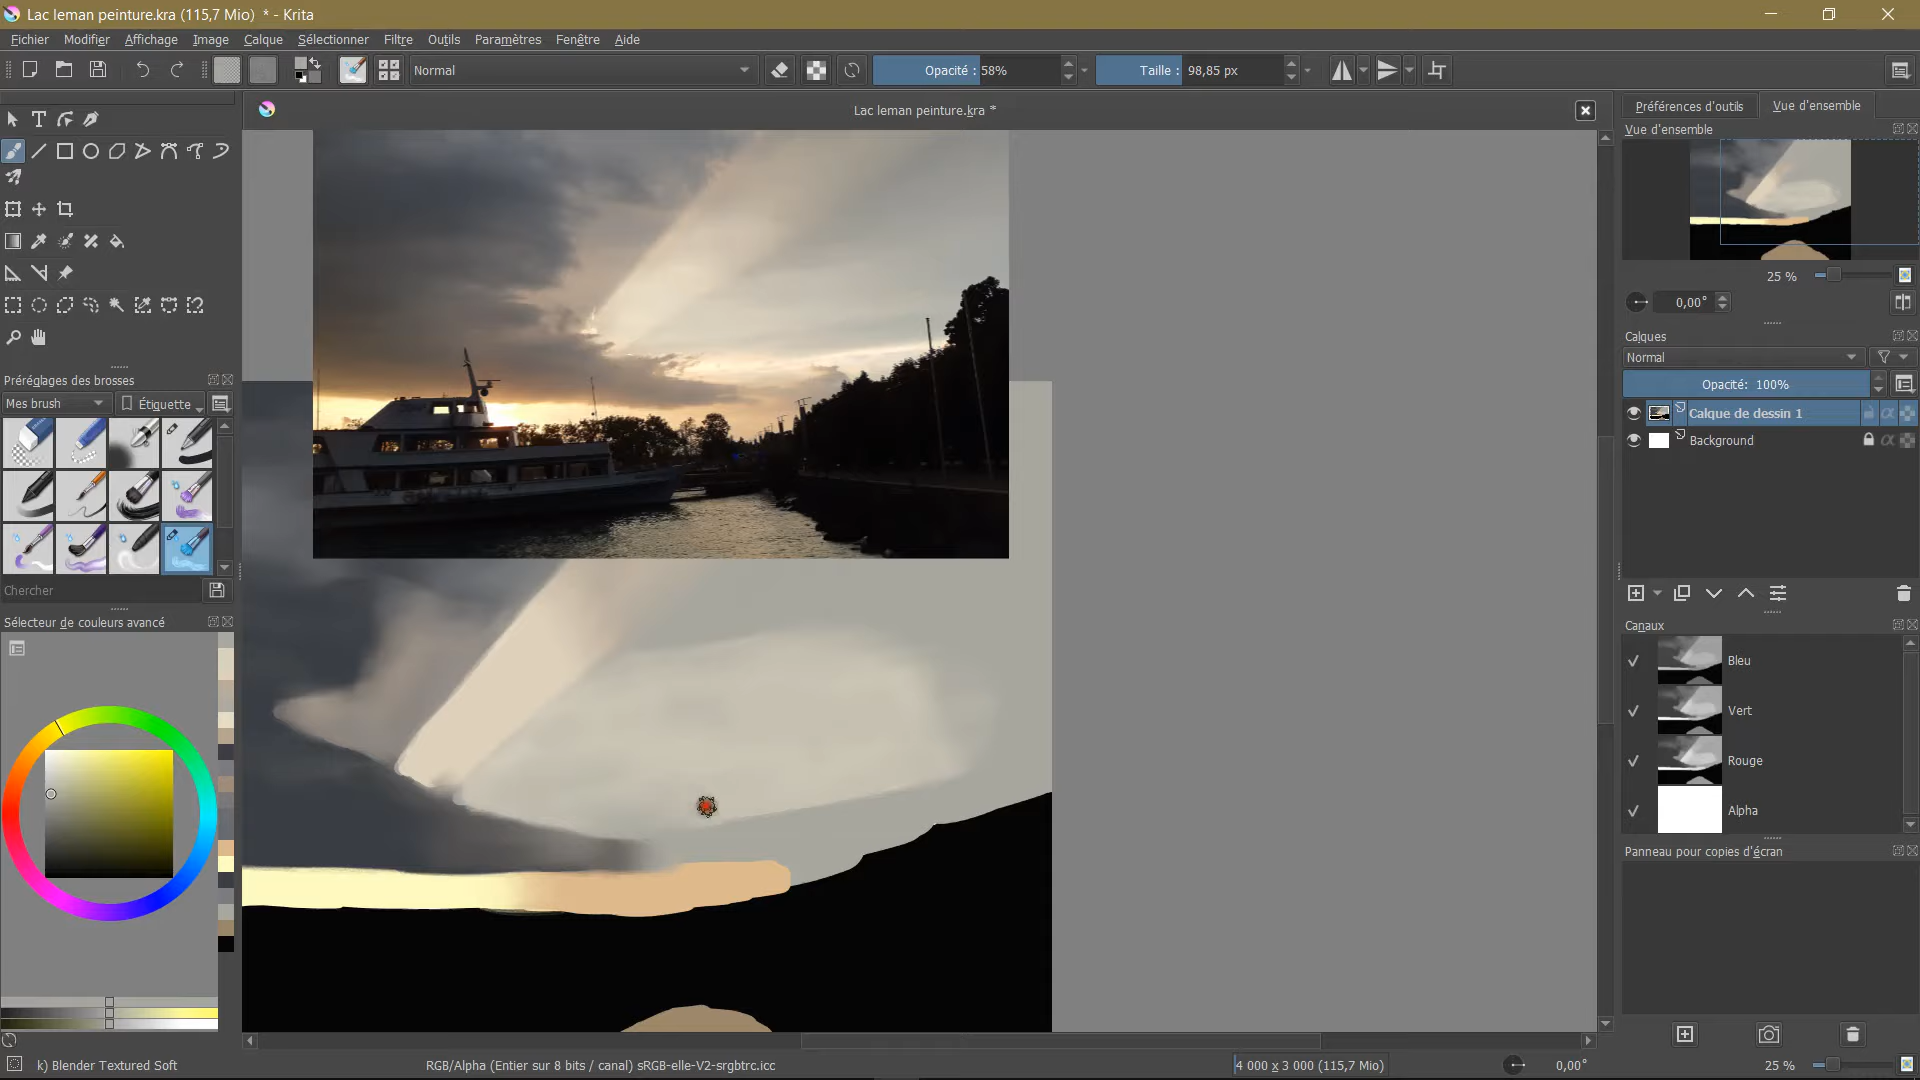 Lac leman peinture.kra (115,7 Mio)  * - Krita
Fichier Modifier Affichage Image Calque Sélectionner Filtre Outils Paramètres Fenêtre Aide
Normal Opacité : 58% Taille : 98,85 px
Lac leman peinture.kra *
Préférences d'outils Vue d'ensemble
Vue d'ensemble
25 %
0,00°
Calques
Normal
Opacité: 100%
Calque de dessin 1
Background
Préréglages des brosses
Mes brush Étiquette
Chercher
Sélecteur de couleurs avancé
Canaux
Bleu
Vert
Rouge
Alpha
Panneau pour copies d'écran
k) Blender Textured Soft
RGB/Alpha (Entier sur 8 bits / canal) sRGB-elle-V2-srgbtrc.icc
4 000 x 3 000 (115,7 Mio)
0,00°
25 %